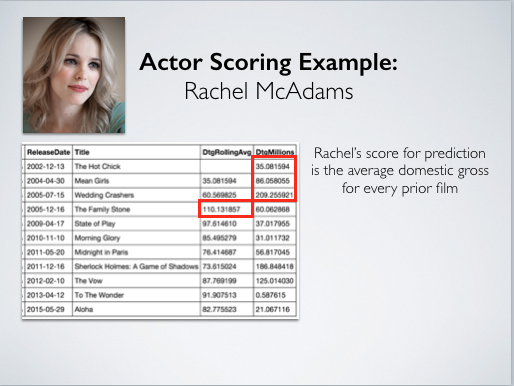 Actor Scoring Example:
Rachel McAdams
ReleaseDate Title DtgRollingAvg DtgMillions
2002-12-13 The Hot Chick 35.081594
2004-04-30 Mean Girls 35.081594 86.058055
2005-07-15 Wedding Crashers 60.569825 209.255921
2005-12-16 The Family Stone 110.131857 60.062868
2009-04-17 State of Play 97.614610 37.017955
2010-11-10 Morning Glory 85.495279 31.011732
2011-05-20 Midnight in Paris 76.414687 56.817045
2011-12-16 Sherlock Holmes: A Game of Shadows 73.615024 186.848418
2012-02-10 The Vow 87.769199 125.014030
2013-04-12 To The Wonder 91.907513 0.587615
2015-05-29 Aloha 82.775523 21.067116
Rachel's score for prediction
is the average domestic gross
for every prior film